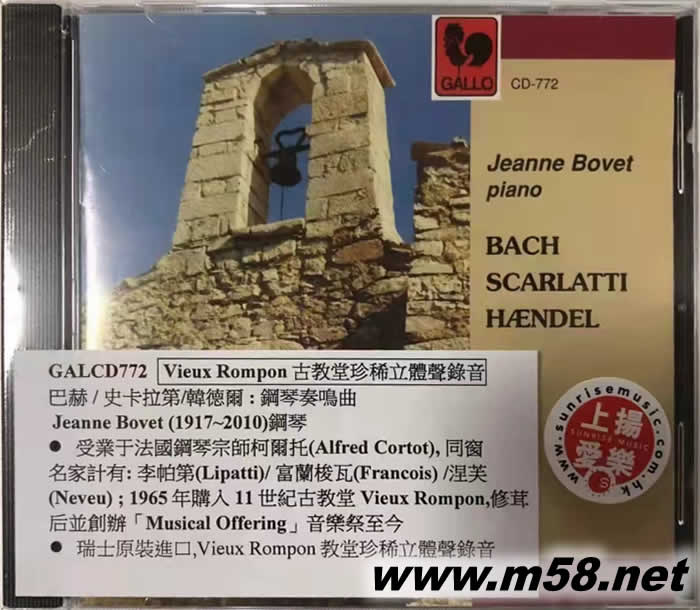 GALLO
CD-772
Jeanne Bovet
piano
BACH
SCARLATTI
HÆNDEL
GALCD772 Vieux Rompon 古教堂珍稀立體聲錄音
巴赫 / 史卡拉第/韓德爾 : 鋼琴奏鳴曲
Jeanne Bovet (1917~2010)鋼琴
● 受業于法國鋼琴宗師柯爾托(Alfred Cortot), 同窗
名家計有: 李帕第(Lipatti)/ 富蘭梭瓦(Francois) /涅芙
(Neveu) ; 1965 年購入 11 世紀古教堂 Vieux Rompon,修茸
后並創辦「Musical Offering」音樂祭至今
● 瑞士原裝進口,Vieux Rompon 教堂珍稀立體聲錄音
www.sunrisemusic.com.hk
上揚
SUNRISE MUSIC
愛樂
S
www.m58.net